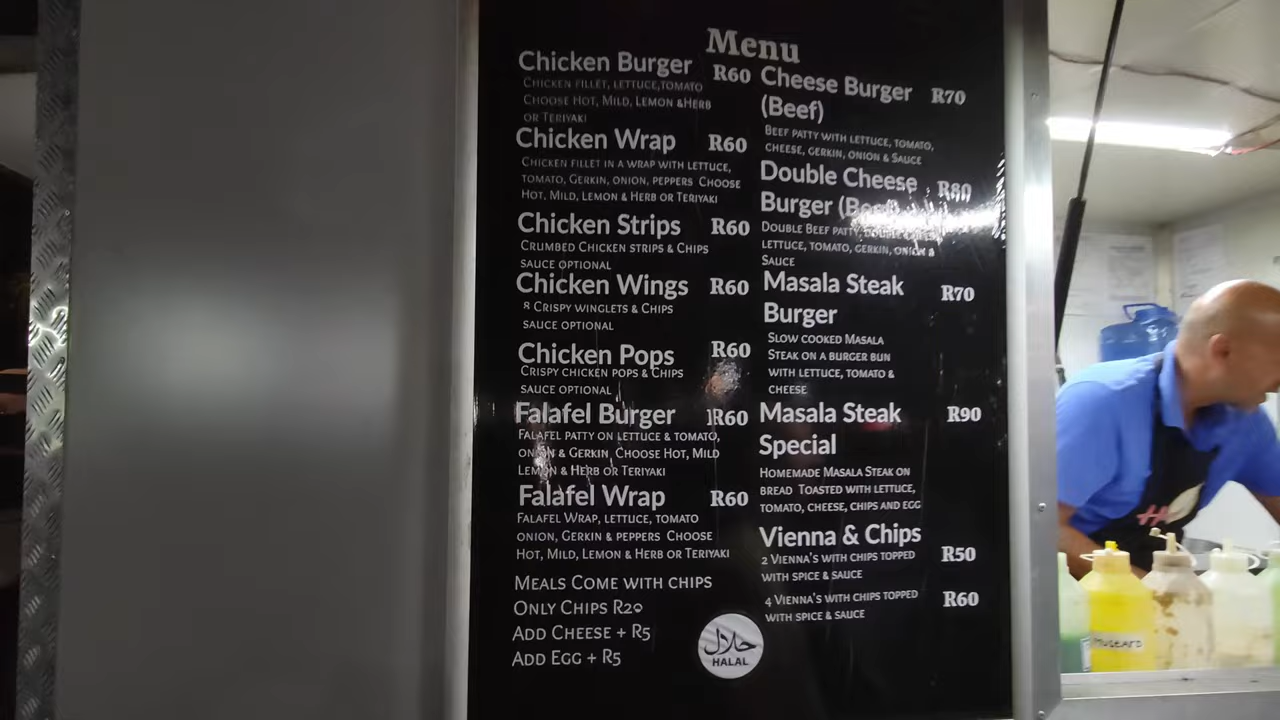 Menu
Chicken Burger R60
Chicken fillet, lettuce,tomato
Choose Hot, Mild, Lemon &Herb
or Teriyaki
Chicken Wrap R60
Chicken fillet in a wrap with lettuce,
tomato, Gerkin, onion, peppers Choose
Hot, Mild, Lemon & Herb or Teriyaki
Chicken Strips R60
Crumbed Chicken strips & Chips
sauce optional
Chicken Wings R60
8 Crispy winglets & Chips
sauce optional
Chicken Pops R60
Crispy chicken pops & Chips
sauce optional
Falafel Burger R60
Falafel patty on lettuce & tomato,
onion & Gerkin Choose Hot, Mild
Lemon & Herb or Teriyaki
Falafel Wrap R60
Falafel Wrap, lettuce, tomato
onion, Gerkin & peppers Choose
Hot, Mild, Lemon & Herb or Teriyaki
Meals Come with chips
Only Chips R20
Add Cheese + R5
Add Egg + R5
Cheese Burger R70
(Beef)
Beef patty with lettuce, tomato,
cheese, gerkin, onion & Sauce
Double Cheese R80
Burger (Beef)
Double Beef patty, double cheese,
lettuce, tomato, gerkin, onion &
Sauce
Masala Steak R70
Burger
Slow cooked Masala
Steak on a burger bun
with lettuce, tomato &
cheese
Masala Steak R90
Special
Homemade Masala Steak on
bread Toasted with lettuce,
tomato, cheese, chips and egg
Vienna & Chips
2 Vienna's with chips topped R50
with spice & sauce
4 Vienna's with chips topped R60
with spice & sauce
حلال
HALAL
MUSTARD